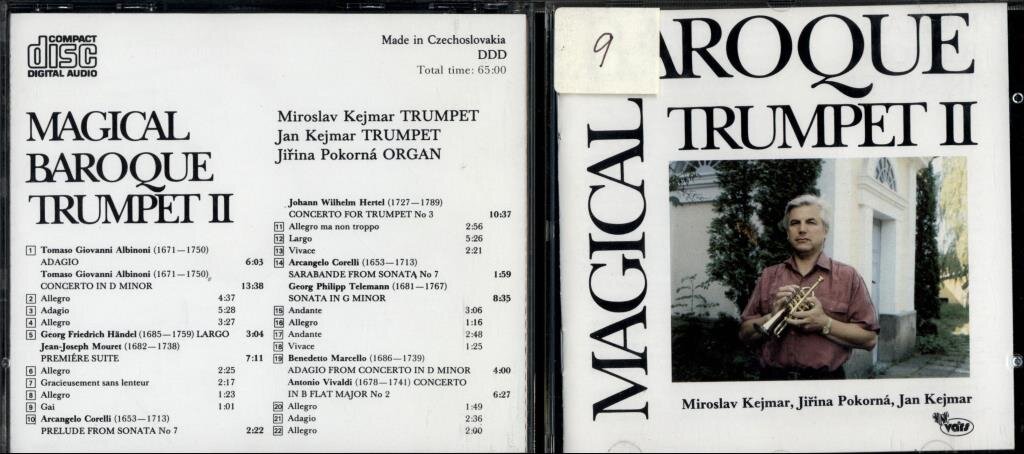 COMPACT
disc
DIGITAL AUDIO
Made in Czechoslovakia
DDD
Total time: 65:00
MAGICAL
BAROQUE
TRUMPET II
Miroslav Kejmar TRUMPET
Jan Kejmar TRUMPET
Jiřina Pokorná ORGAN
1 Tomaso Giovanni Albinoni (1671—1750)
ADAGIO 6:03
Tomaso Giovanni Albinoni (1671—1750)
CONCERTO IN D MINOR 13:38
2 Allegro 4:37
3 Adagio 5:28
4 Allegro 3:27
5 Georg Friedrich Händel (1685—1759) LARGO 3:04
Jean-Joseph Mouret (1682—1738)
PREMIÉRE SUITE 7:11
6 Allegro 2:25
7 Gracieusement sans lenteur 2:17
8 Allegro 1:23
9 Gai 1:01
10 Arcangelo Corelli (1653—1713)
PRELUDE FROM SONATA No 7 2:22
Johann Wilhelm Hertel (1727—1789)
CONCERTO FOR TRUMPET No 3 10:37
11 Allegro ma non troppo 2:56
12 Largo 5:26
13 Vivace 2:21
14 Arcangelo Corelli (1653—1713)
SARABANDE FROM SONATA No 7 1:59
Georg Philipp Telemann (1681—1767)
SONATA IN G MINOR 8:35
15 Andante 3:06
16 Allegro 1:16
17 Andante 2:48
18 Vivace 1:25
19 Benedetto Marcello (1686—1739)
ADAGIO FROM CONCERTO IN D MINOR 4:00
Antonio Vivaldi (1678—1741) CONCERTO
IN B FLAT MAJOR No 2 6:27
20 Allegro 1:49
21 Adagio 2:36
22 Allegro 2:00
9
MAGICAL
AROQUE
TRUMPET II
Miroslav Kejmar, Jiřina Pokorná, Jan Kejmar
vars